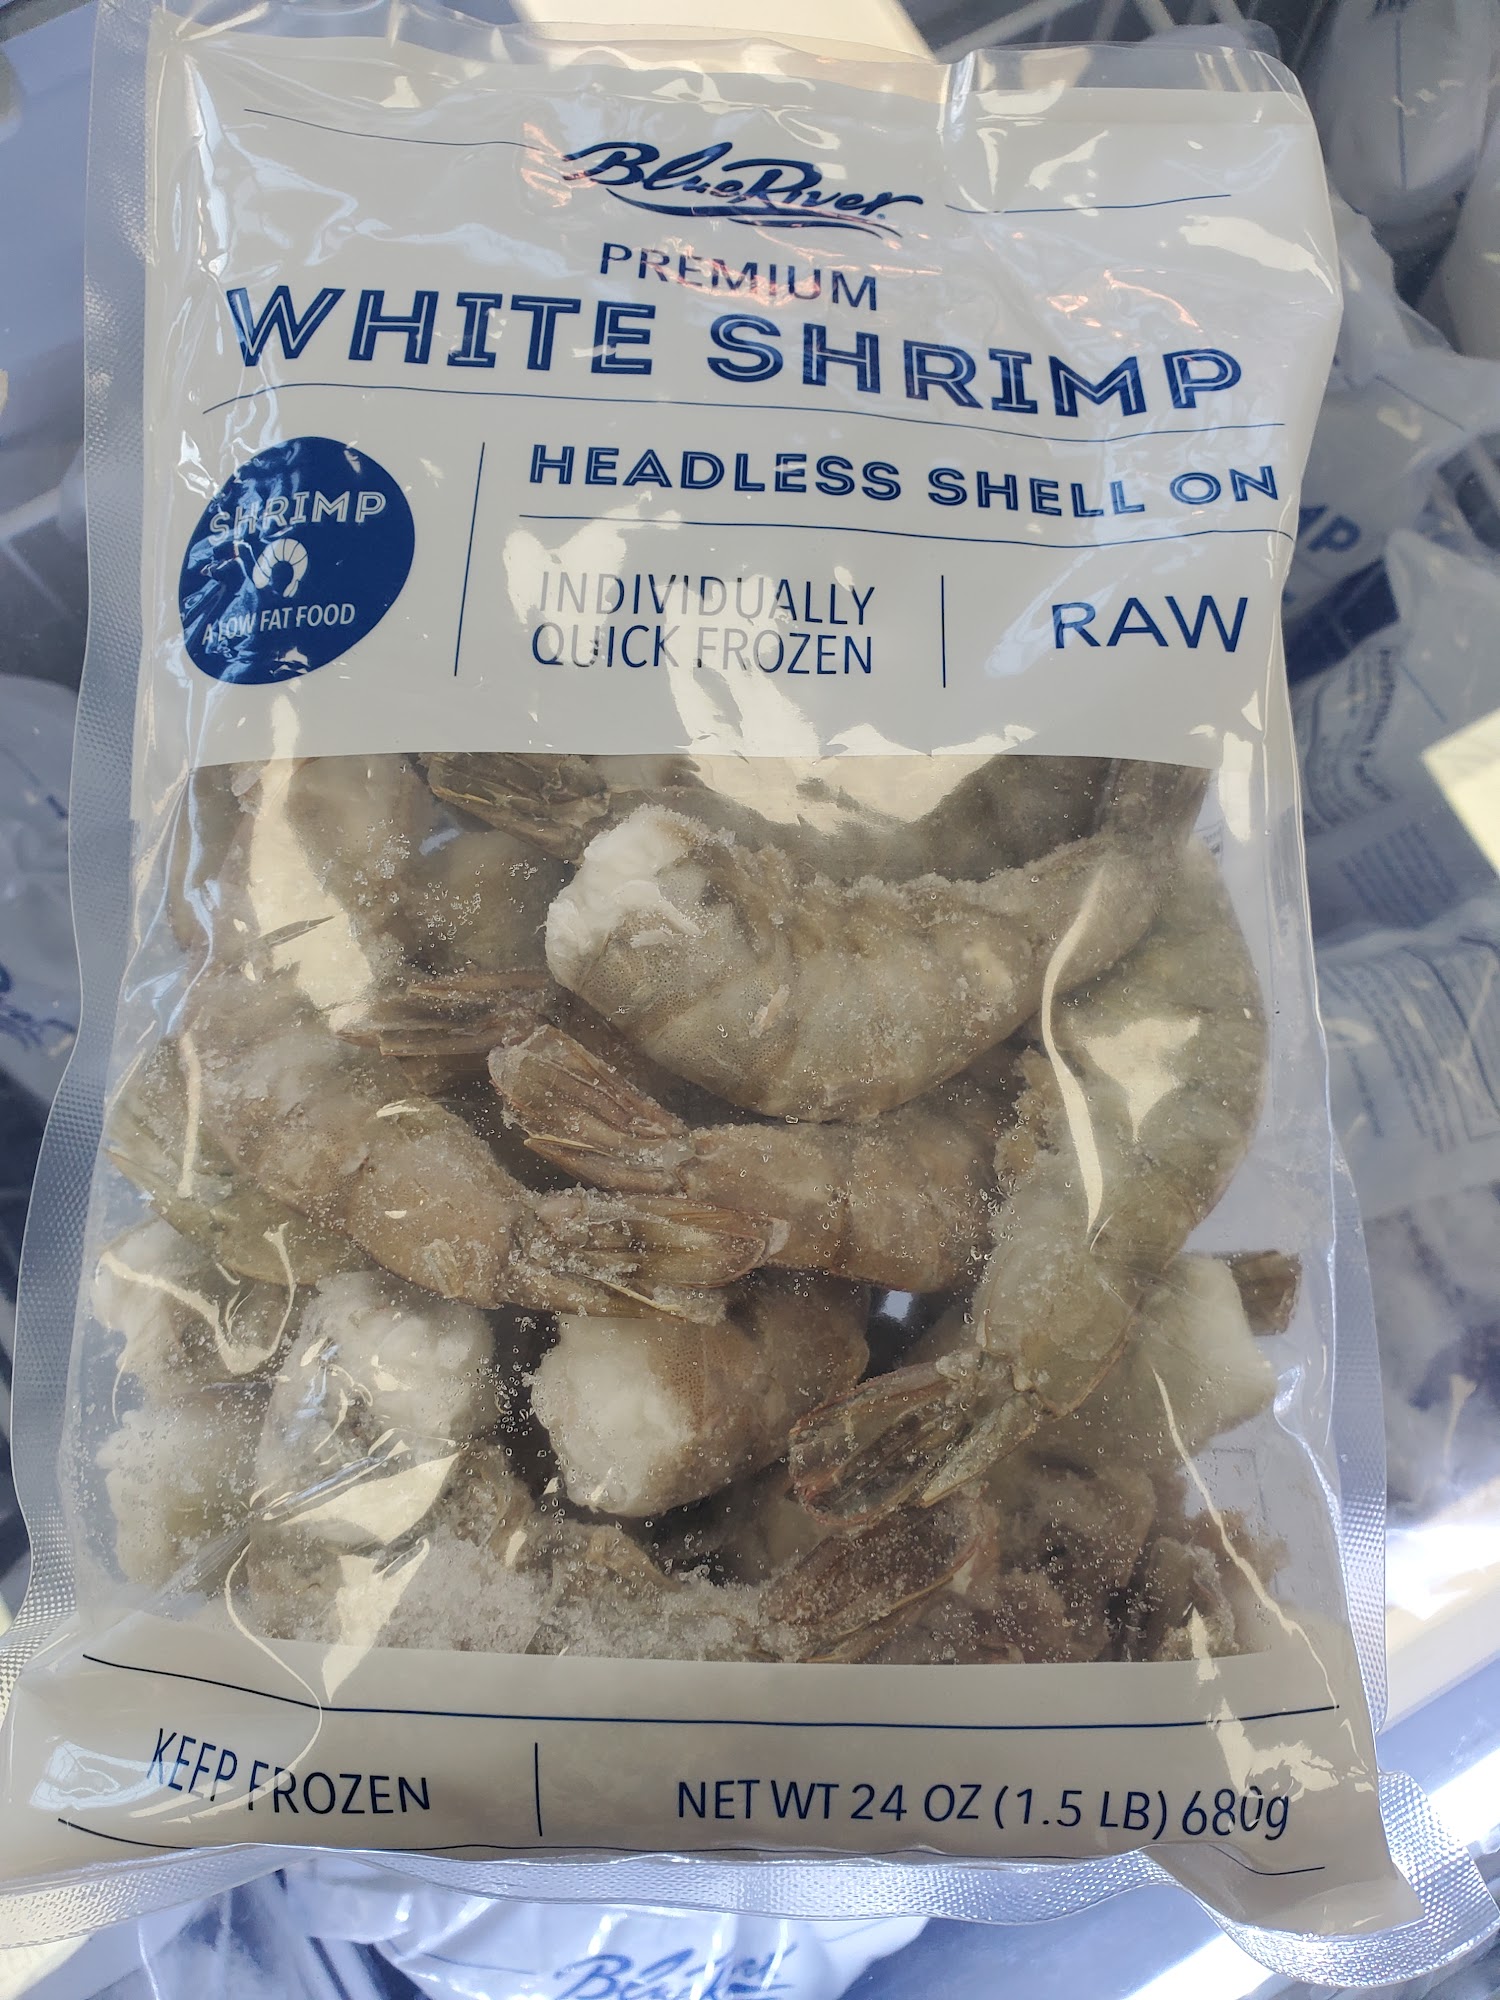 BlueRiver
PREMIUM
WHITE SHRIMP
HEADLESS SHELL ON
SHRIMP
A LOW FAT FOOD
INDIVIDUALLY
QUICK FROZEN
RAW
KEEP FROZEN
NET WT 24 OZ (1.5 LB) 680g